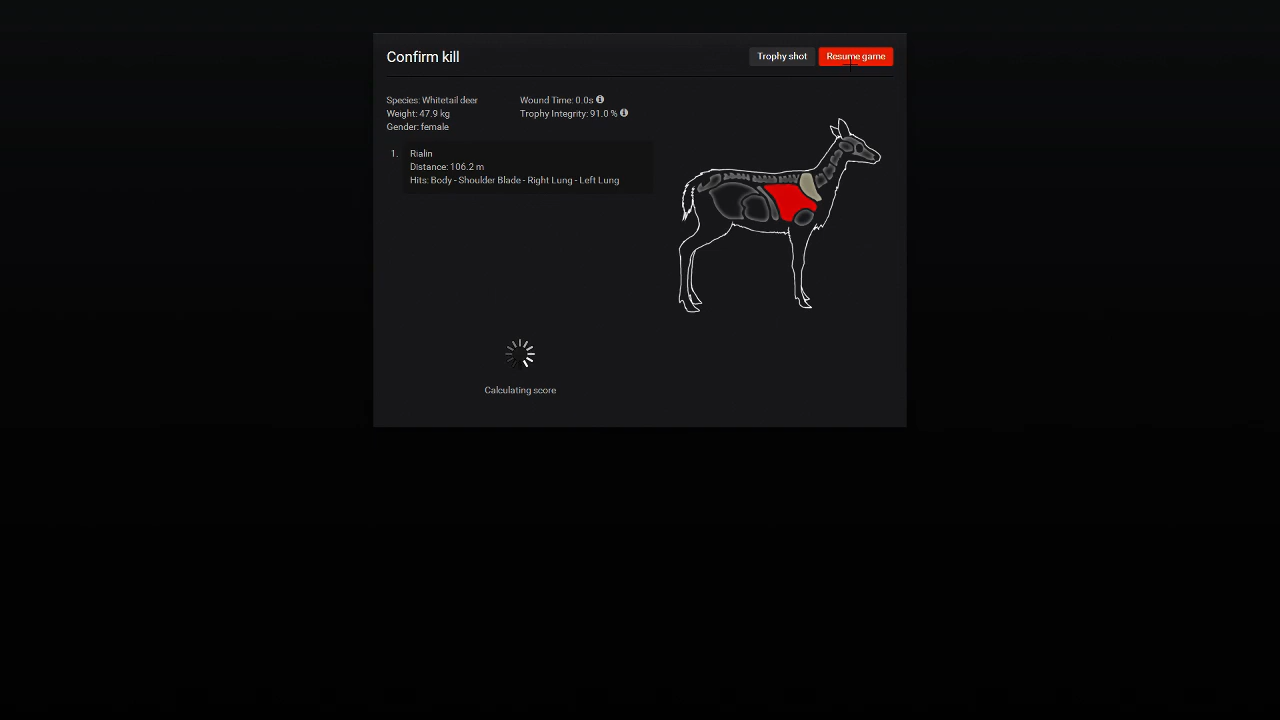 Confirm kill
Trophy shot
Resume game
Species: Whitetail deer
Weight: 47.9 kg
Gender: female
Wound Time: 0.0s
Trophy Integrity: 91.0 %
1.
Rialin
Distance: 106.2 m
Hits: Body - Shoulder Blade - Right Lung - Left Lung
Calculating score